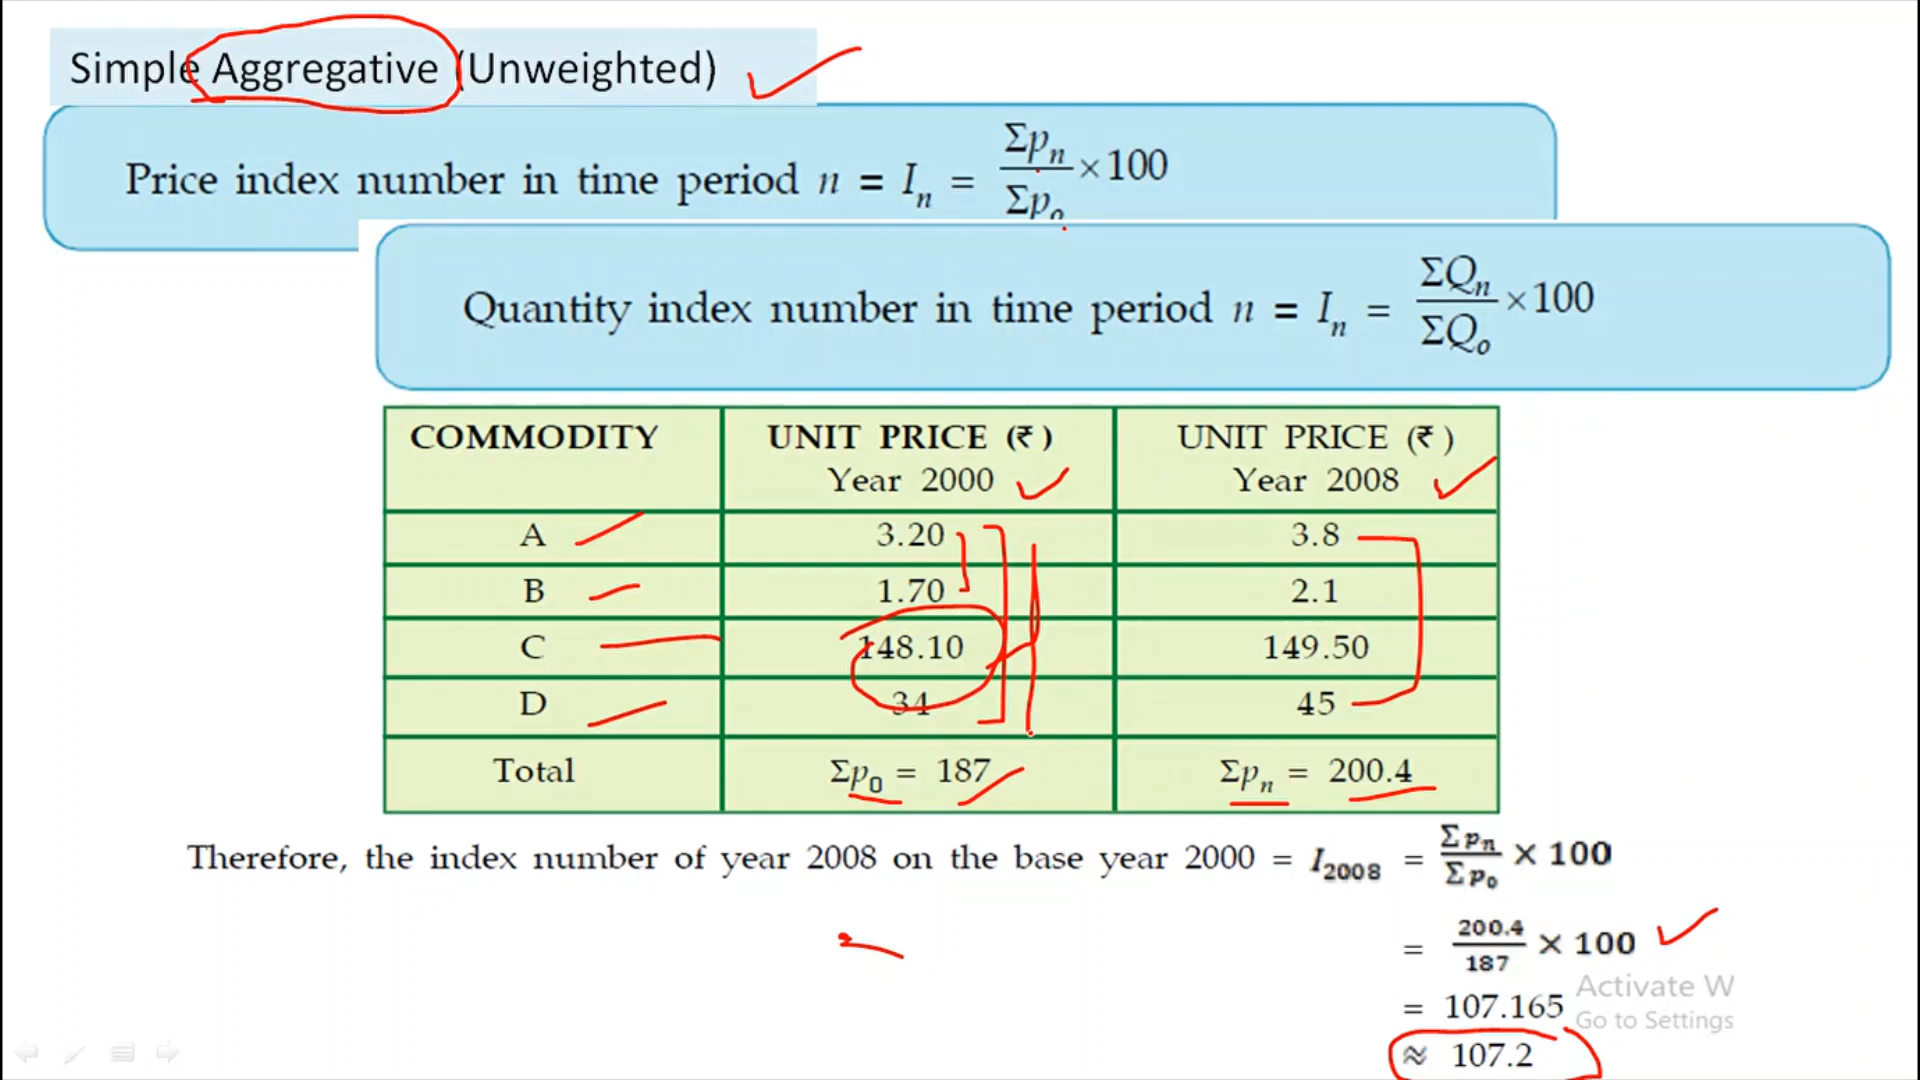 Simple Aggregative (Unweighted)
Price index number in time period n = Iₙ = Σpₙ/Σpₒ × 100
Quantity index number in time period n = Iₙ = ΣQₙ/ΣQₒ × 100
COMMODITY UNIT PRICE (₹ ) Year 2000 UNIT PRICE (₹ ) Year 2008
A 3.20 3.8
B 1.70 2.1
C 148.10 149.50
D 34 45
Total Σp₀ = 187 Σpₙ = 200.4
Therefore, the index number of year 2008 on the base year 2000 = I₂₀₀₈ = Σpₙ/Σp₀ × 100
= 200.4/187 × 100
= 107.165
≈ 107.2
Activate W
Go to Settings